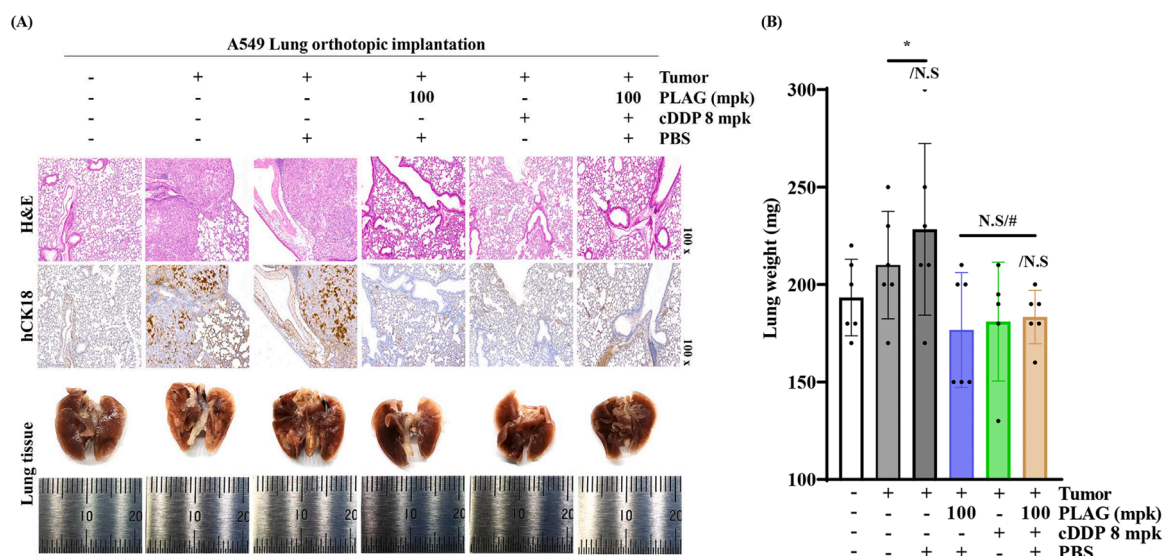 (A)
A549 Lung orthotopic implantation
- + + + + + Tumor
- - - 100 - 100 PLAG (mpk)
- - - - + + cDDP 8 mpk
- - + + - + PBS
H&E
100 x
hCK18
100 x
Lung tissue
10 20 10 20 10 20 10 20 10 20 10 20
(B)
*
/N.S
300
250
N.S/#
/N.S
200
150
100
Lung weight (mg)
- + + + + + Tumor
- - - 100 - 100 PLAG (mpk)
- - - - + + cDDP 8 mpk
- - + + - + PBS